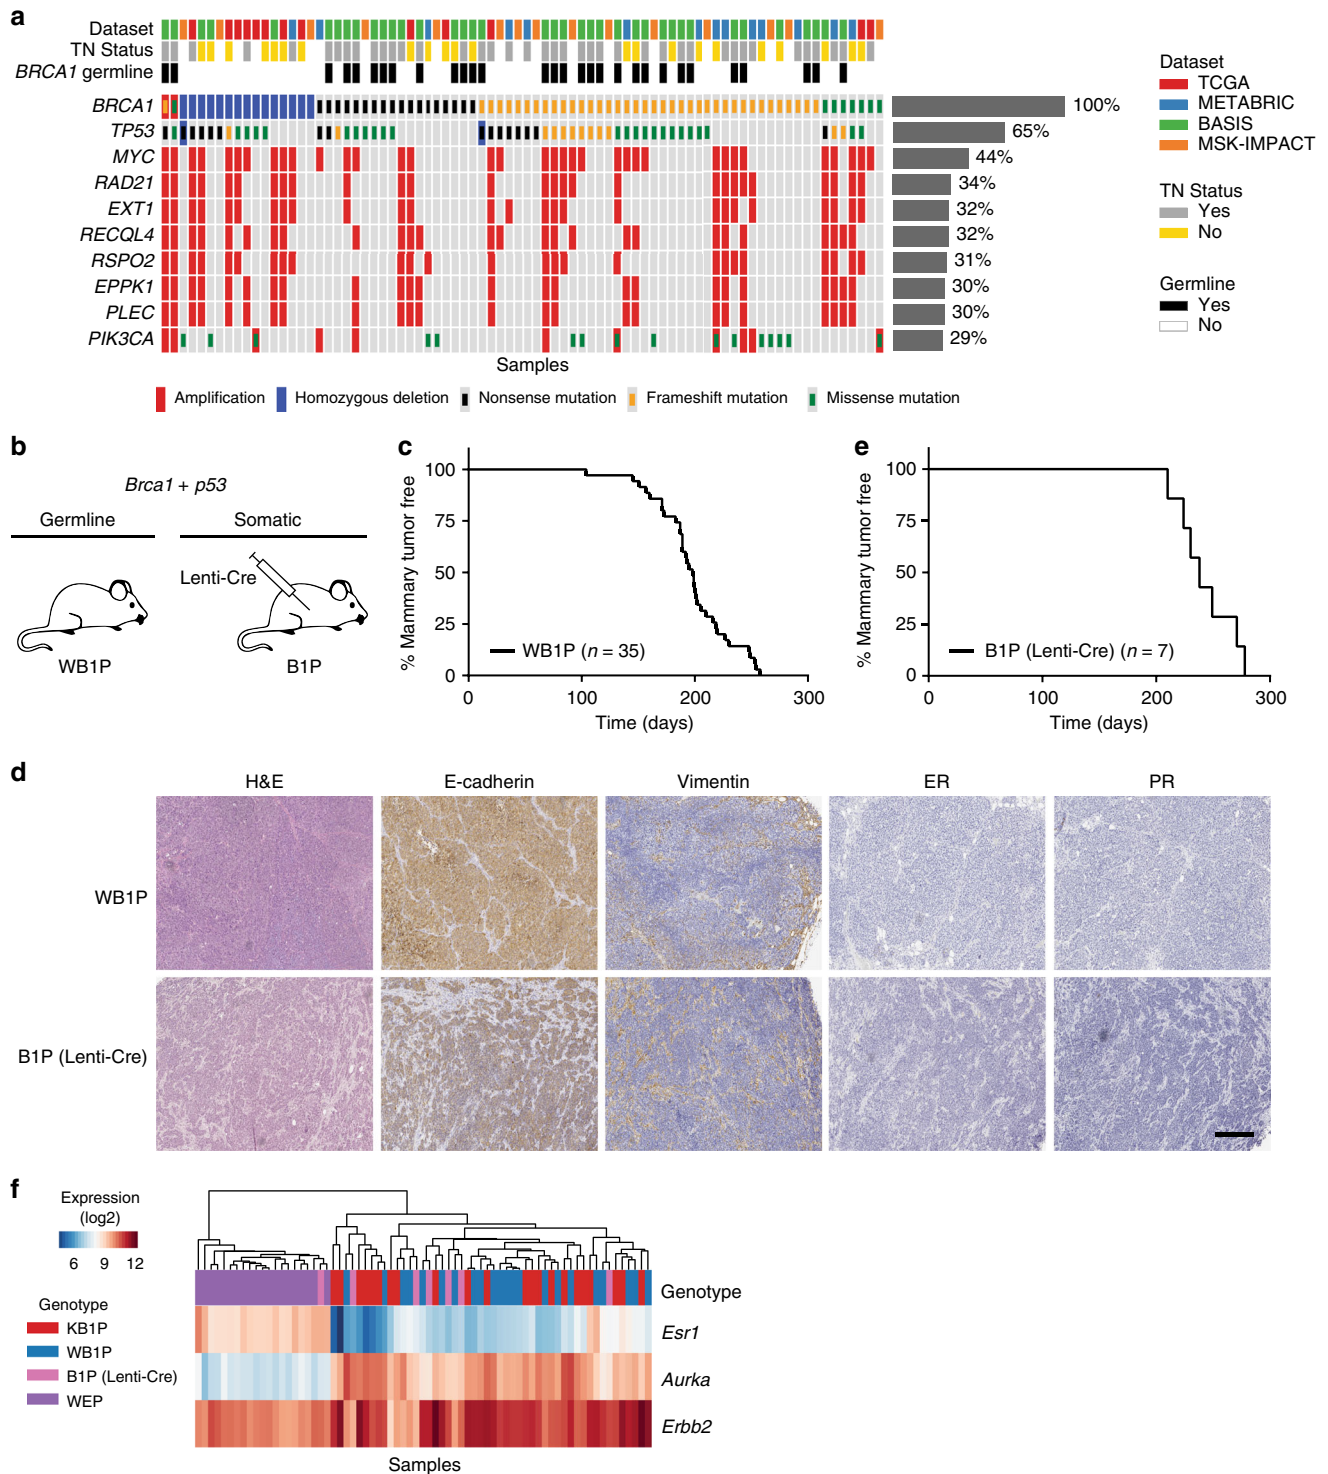 a
Dataset
TN Status
BRCA1 germline
BRCA1
100%
TP53
65%
MYC
44%
RAD21
34%
EXT1
32%
RECQL4
32%
RSPO2
31%
EPPK1
30%
PLEC
30%
PIK3CA
29%
Samples
Amplification
Homozygous deletion
Nonsense mutation
Frameshift mutation
Missense mutation
Dataset
TCGA
METABRIC
BASIS
MSK-IMPACT
TN Status
Yes
No
Germline
Yes
No
b
Brca1 + p53
Germline
Somatic
Lenti-Cre
WB1P
B1P
c
% Mammary tumor free
100
75
50
25
0
WB1P (n = 35)
0
100
200
300
Time (days)
e
% Mammary tumor free
100
75
50
25
0
B1P (Lenti-Cre) (n = 7)
0
100
200
300
Time (days)
d
H&E
E-cadherin
Vimentin
ER
PR
WB1P
B1P (Lenti-Cre)
f
Expression
(log2)
6
9
12
Genotype
KB1P
WB1P
B1P (Lenti-Cre)
WEP
Genotype
Esr1
Aurka
Erbb2
Samples